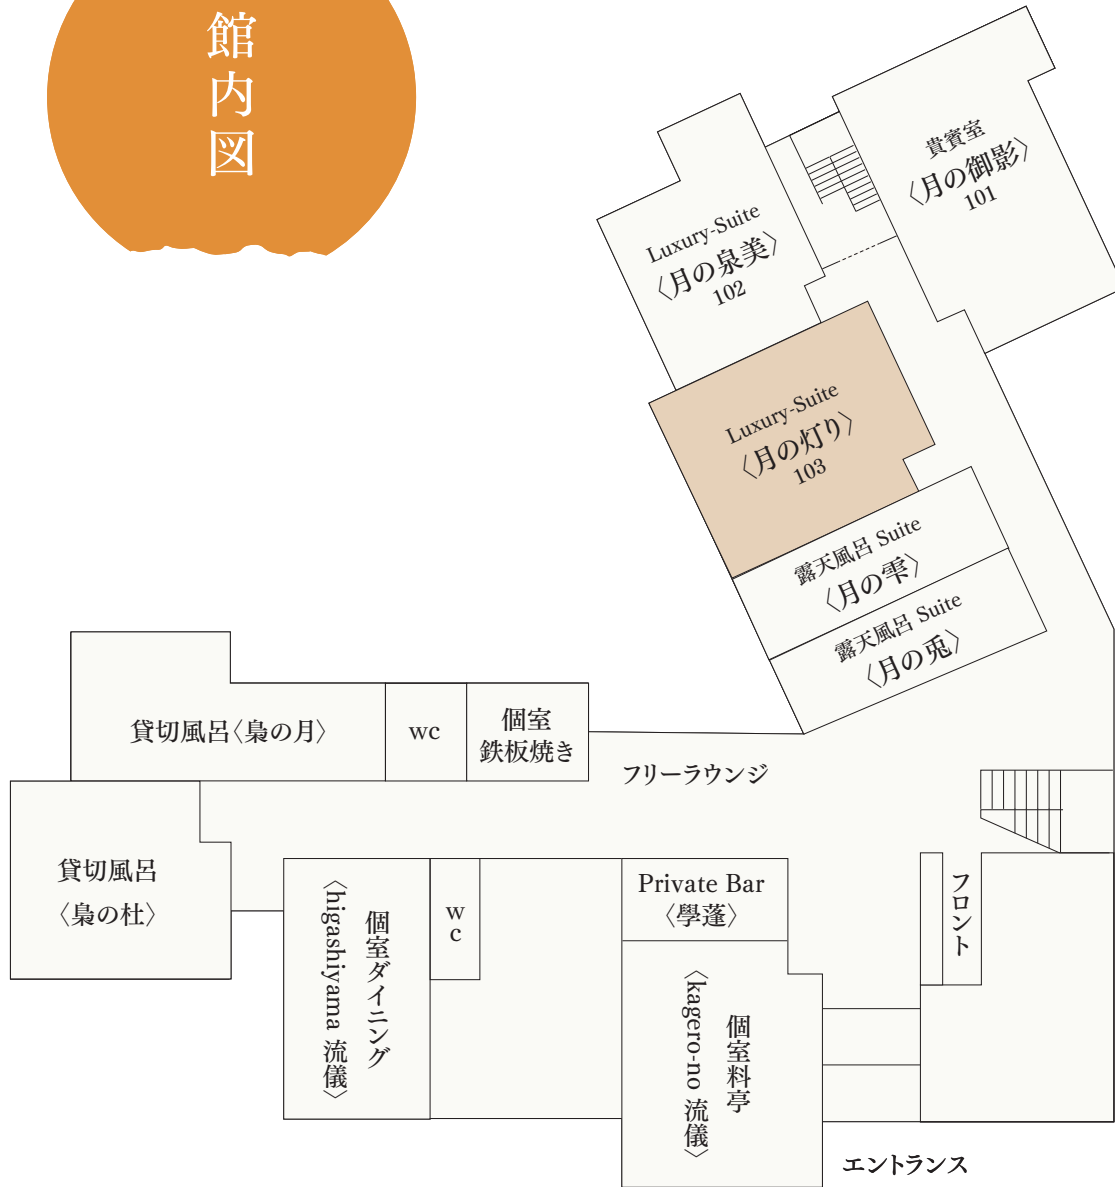 館内図
貴賓室
〈月の御影〉
101
Luxury-Suite
〈月の泉美〉
102
Luxury-Suite
〈月の灯り〉
103
露天風呂 Suite
〈月の雫〉
露天風呂 Suite
〈月の兎〉
貸切風呂〈梟の月〉
wc
個室
鉄板焼き
フリーラウンジ
貸切風呂
〈梟の杜〉
個室ダイニング
〈higashiyama 流儀〉
w
c
Private Bar
〈學蓬〉
個室料亭
〈kagero-no 流儀〉
フロント
エントランス